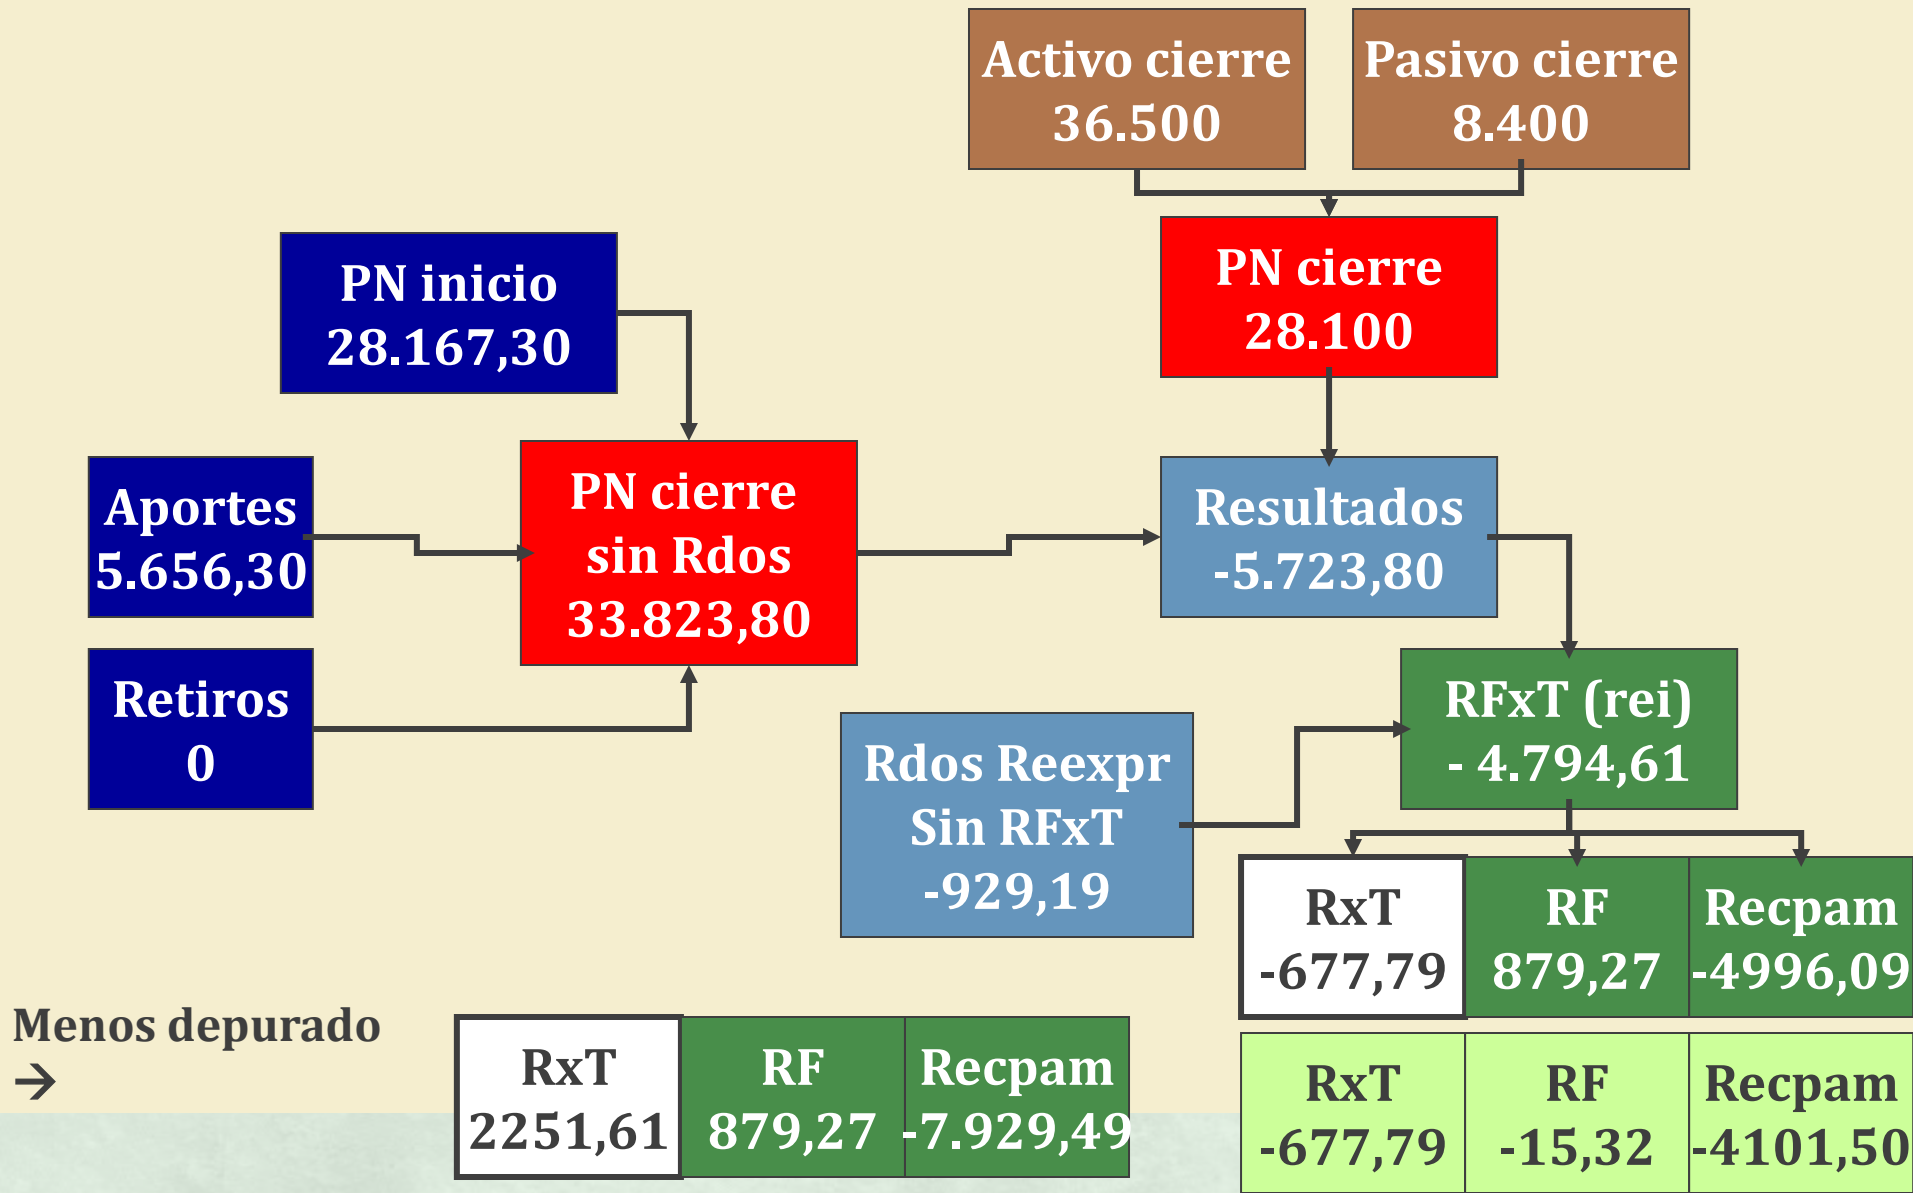 Activo cierre
36.500
Pasivo cierre
8.400
PN inicio
28.167,30
PN cierre
28.100
Aportes
5.656,30
PN cierre
sin Rdos
33.823,80
Resultados
-5.723,80
Retiros
0
Rdos Reexpr
Sin RFxT
-929,19
RFxT (rei)
- 4.794,61
RxT
-677,79
RF
879,27
Recpam
-4996,09
Menos depurado
→
RxT
2251,61
RF
879,27
Recpam
-7.929,49
RxT
-677,79
RF
-15,32
Recpam
-4101,50